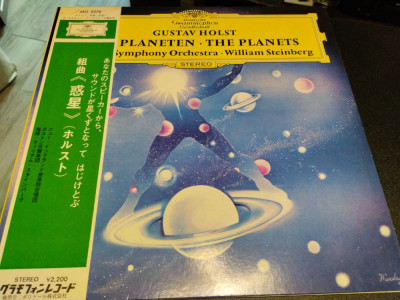 Deutsche
Grammophon
Gesellschaft
GUSTAV HOLST
PLANETEN · THE PLANETS
Symphony Orchestra · William Steinberg
STEREO
あなたのスピーカーから、
サウンドが星くずとなって はじけとぶ
組曲《惑星》(ホルスト)
STEREO ¥2,200
グラモフォン・レコード